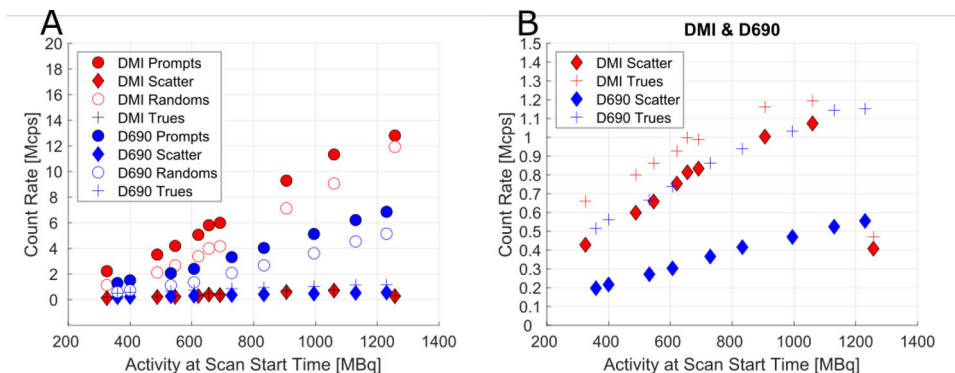 A
20
18
16
14
12
10
8
6
4
2
0
Count Rate [Mcps]
DMI Prompts
DMI Scatter
DMI Randoms
DMI Trues
D690 Prompts
D690 Scatter
D690 Randoms
D690 Trues
200 400 600 800 1000 1200 1400
Activity at Scan Start Time [MBq]
B
DMI & D690
1.5
1.4
1.3
1.2
1.1
1
0.9
0.8
0.7
0.6
0.5
0.4
0.3
0.2
0.1
0
Count Rate [Mcps]
DMI Scatter
DMI Trues
D690 Scatter
D690 Trues
200 400 600 800 1000 1200 1400
Activity at Scan Start Time [MBq]